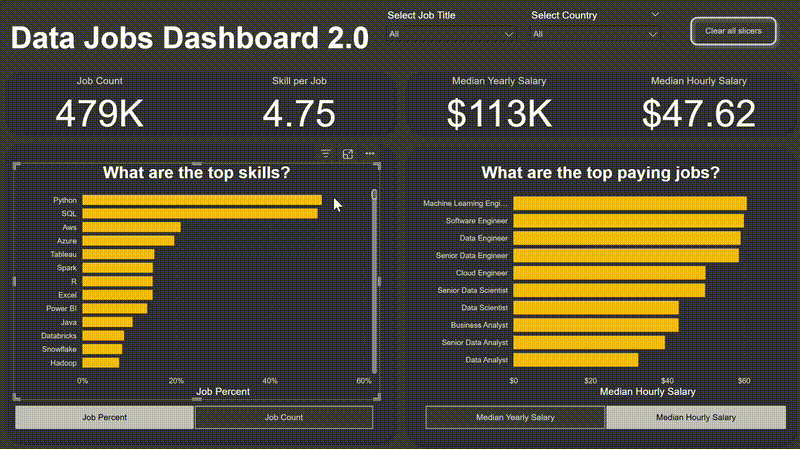 Data Jobs Dashboard 2.0
Select Job Title
All
Select Country
All
Clear all slicers
Job Count
479K
Skill per Job
4.75
Median Yearly Salary
$113K
Median Hourly Salary
$47.62
What are the top skills?
Python
SQL
Aws
Azure
Tableau
Spark
R
Excel
Power BI
Java
Databricks
Snowflake
Hadoop
0% 20% 40% 60%
Job Percent
Job Percent
Job Count
What are the top paying jobs?
Machine Learning Engi...
Software Engineer
Data Engineer
Senior Data Engineer
Cloud Engineer
Senior Data Scientist
Data Scientist
Business Analyst
Senior Data Analyst
Data Analyst
$0 $20 $40 $60
Median Hourly Salary
Median Yearly Salary
Median Hourly Salary